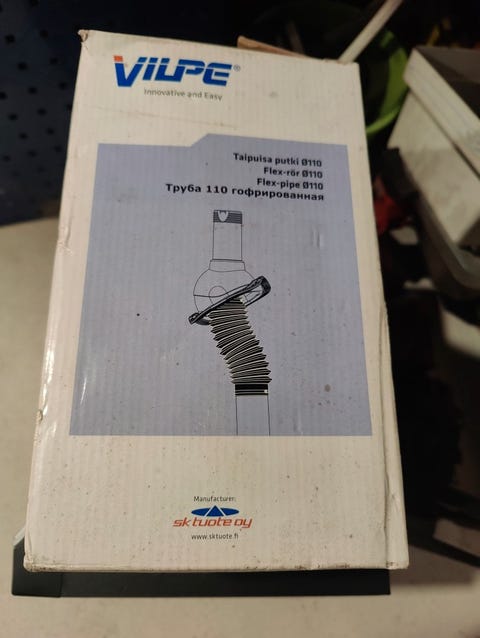 VILPE®
Innovative and Easy
Taipuisa putki Ø110
Flex-rör Ø110
Flex-pipe Ø110
Труба 110 гофрированная
Manufacturer:
sk tuote oy
www.sktuote.fi